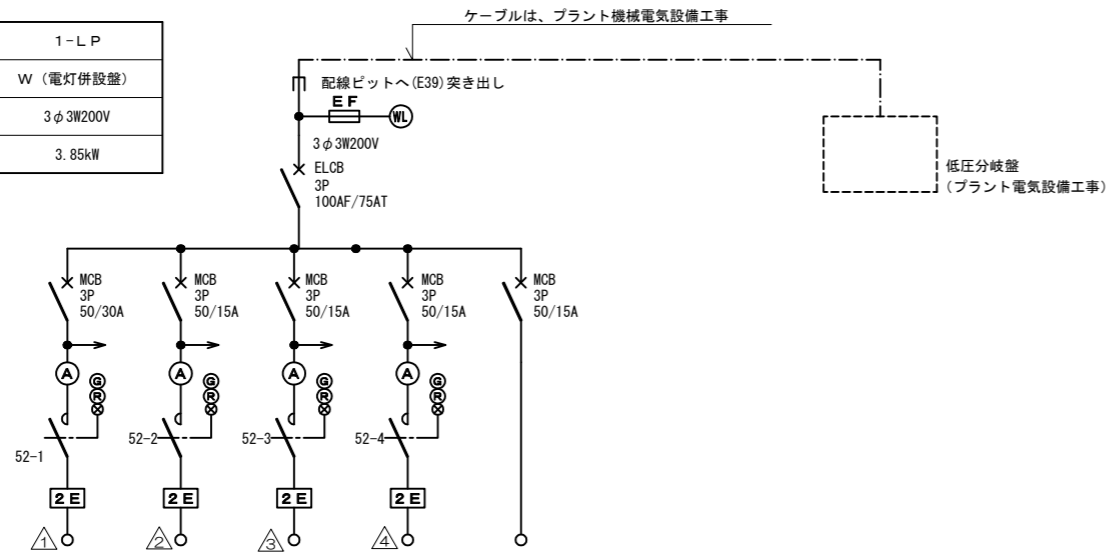 ケーブルは、プラント機械電気設備工事
1-LP
W（電灯併設盤）
3φ3W200V
3.85kW
配線ピットへ(E39)突き出し
EF
WL
3φ3W200V
ELCB
3P
100AF/75AT
低圧分岐盤
(プラント電気設備工事)
MCB
3P
50/30A
MCB
3P
50/15A
MCB
3P
50/15A
MCB
3P
50/15A
MCB
3P
50/15A
A
G
R
A
G
R
A
G
R
A
G
R
52-1
52-2
52-3
52-4
2E
2E
2E
2E
1
2
3
4